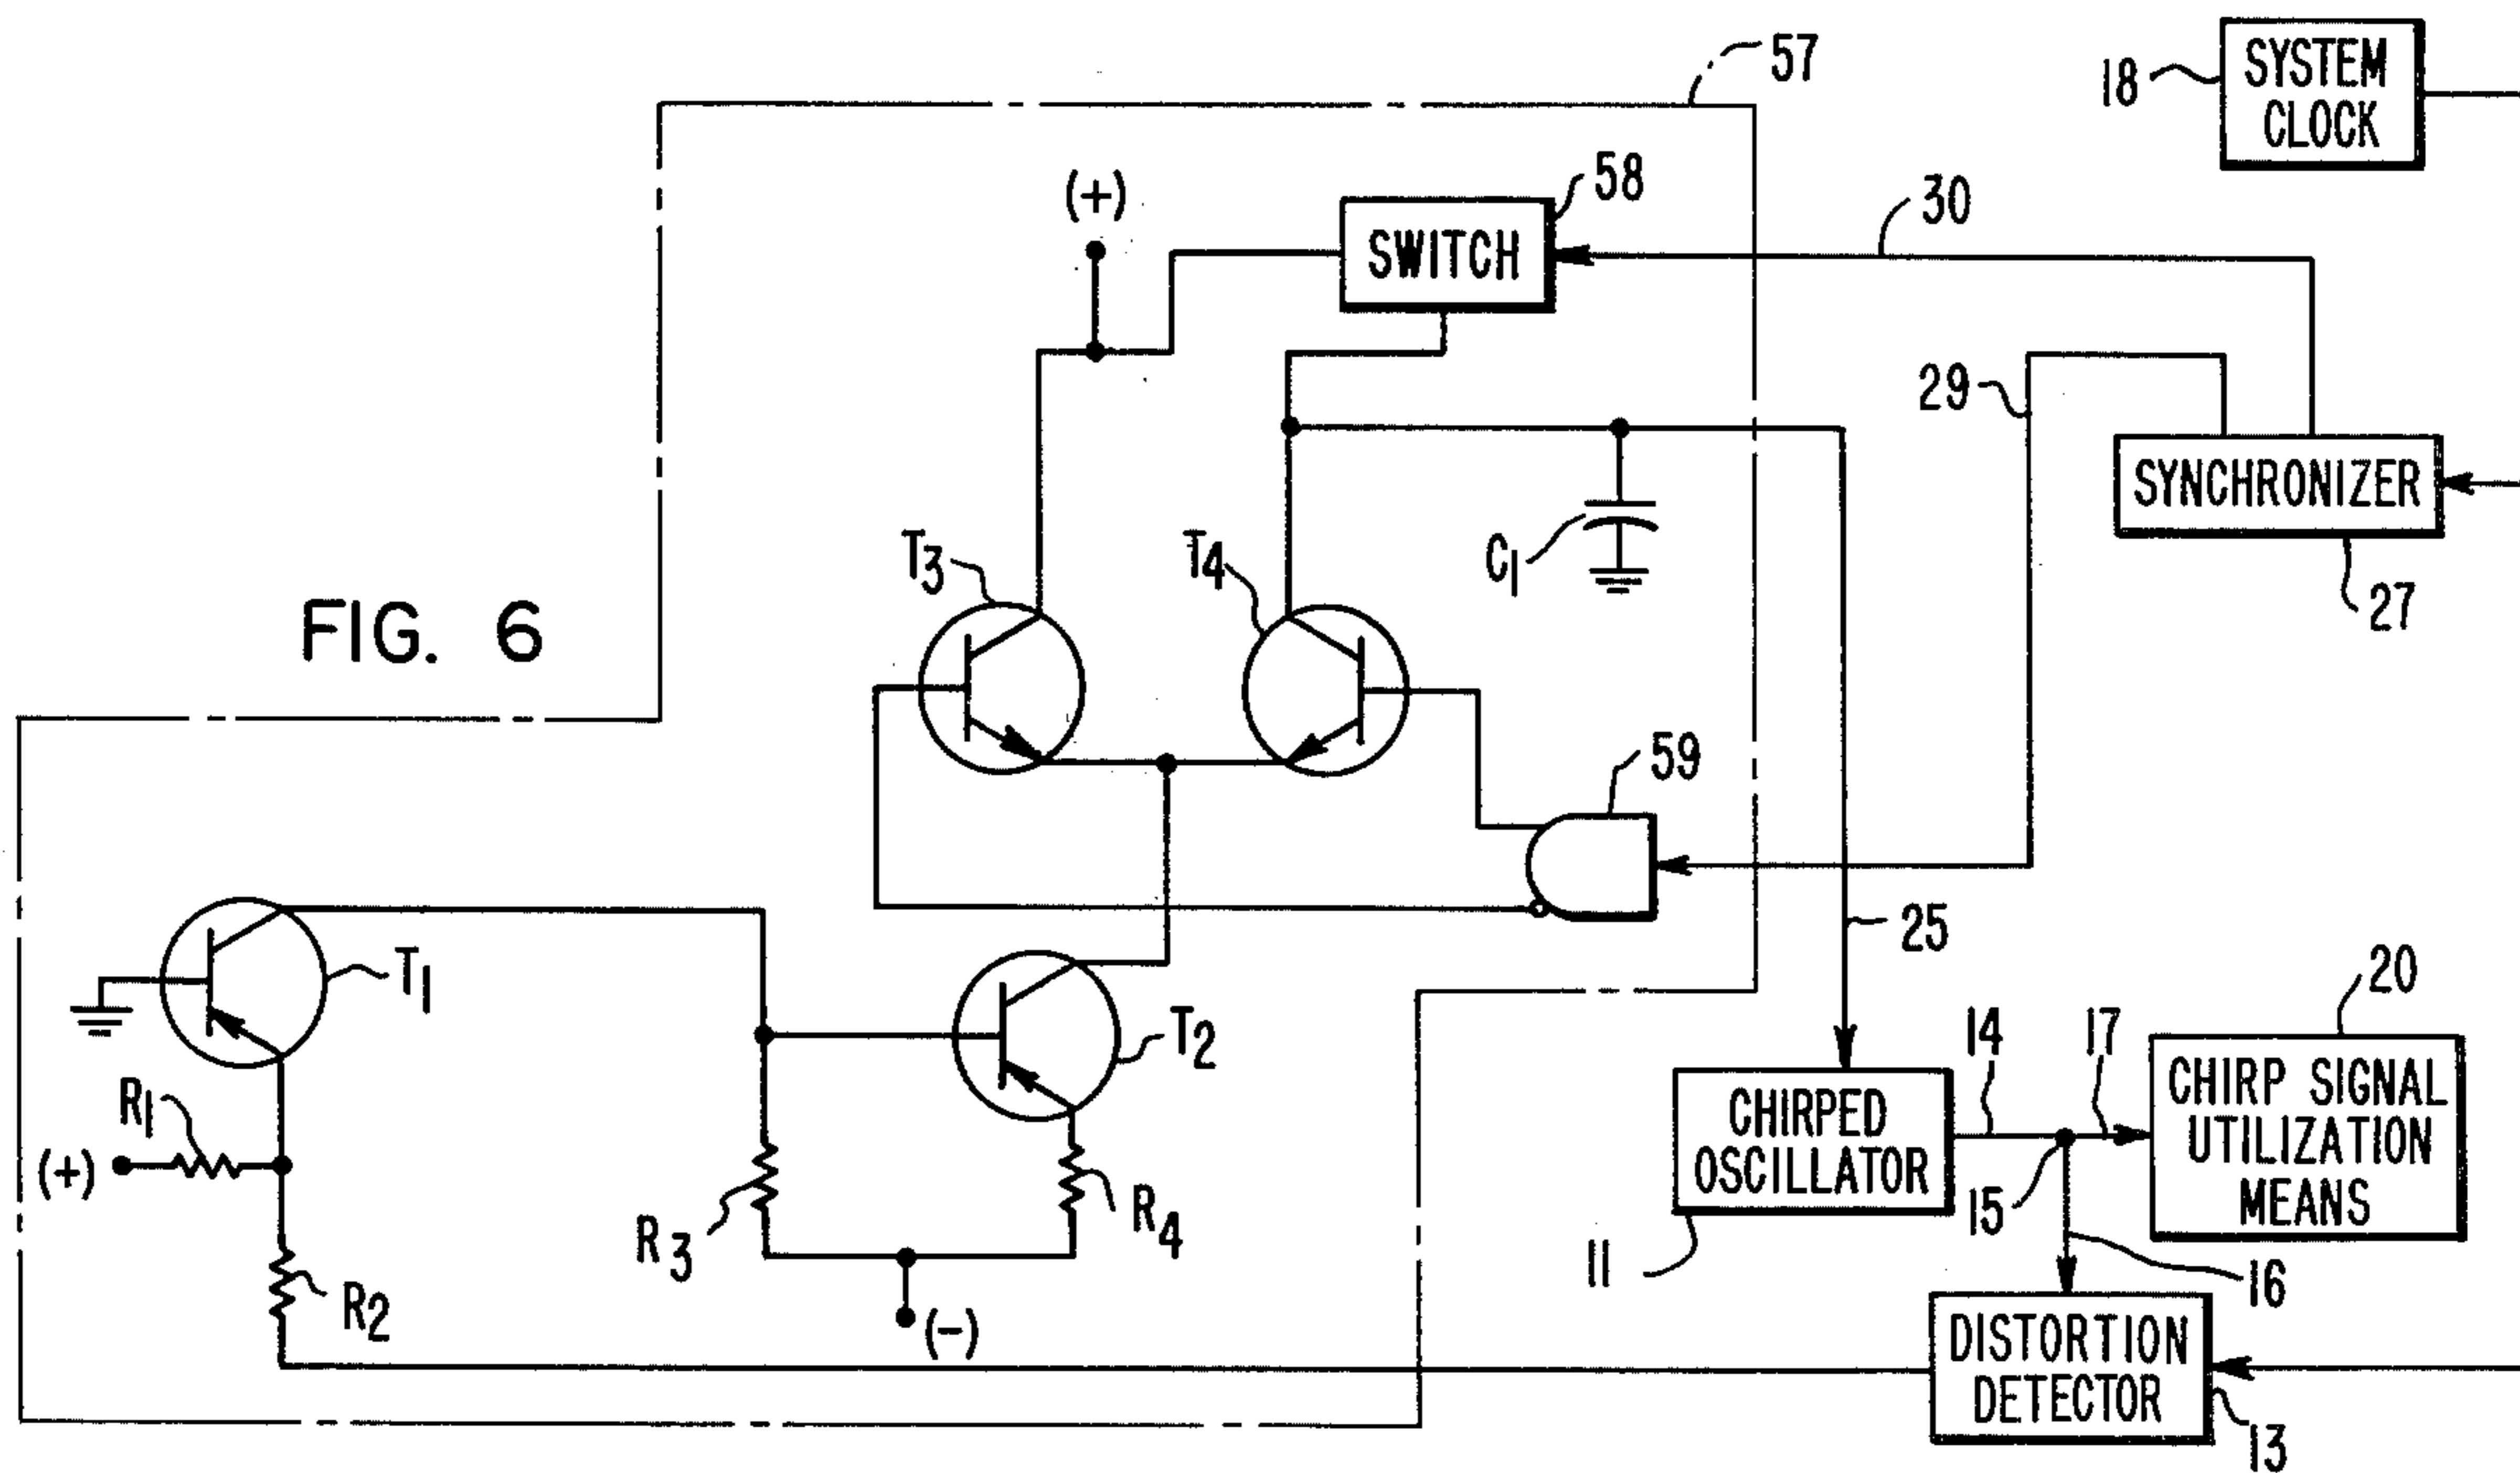 57
18
SYSTEM
CLOCK
(+)
SWITCH
58
30
29
SYNCHRONIZER
27
C1
T3
T4
FIG. 6
59
25
T1
T2
20
14
17
CHIRP SIGNAL
UTILIZATION
MEANS
CHIRPED
OSCILLATOR
15
11
16
R1
(+)
R2
R3
R4
(-)
DISTORTION
DETECTOR
13